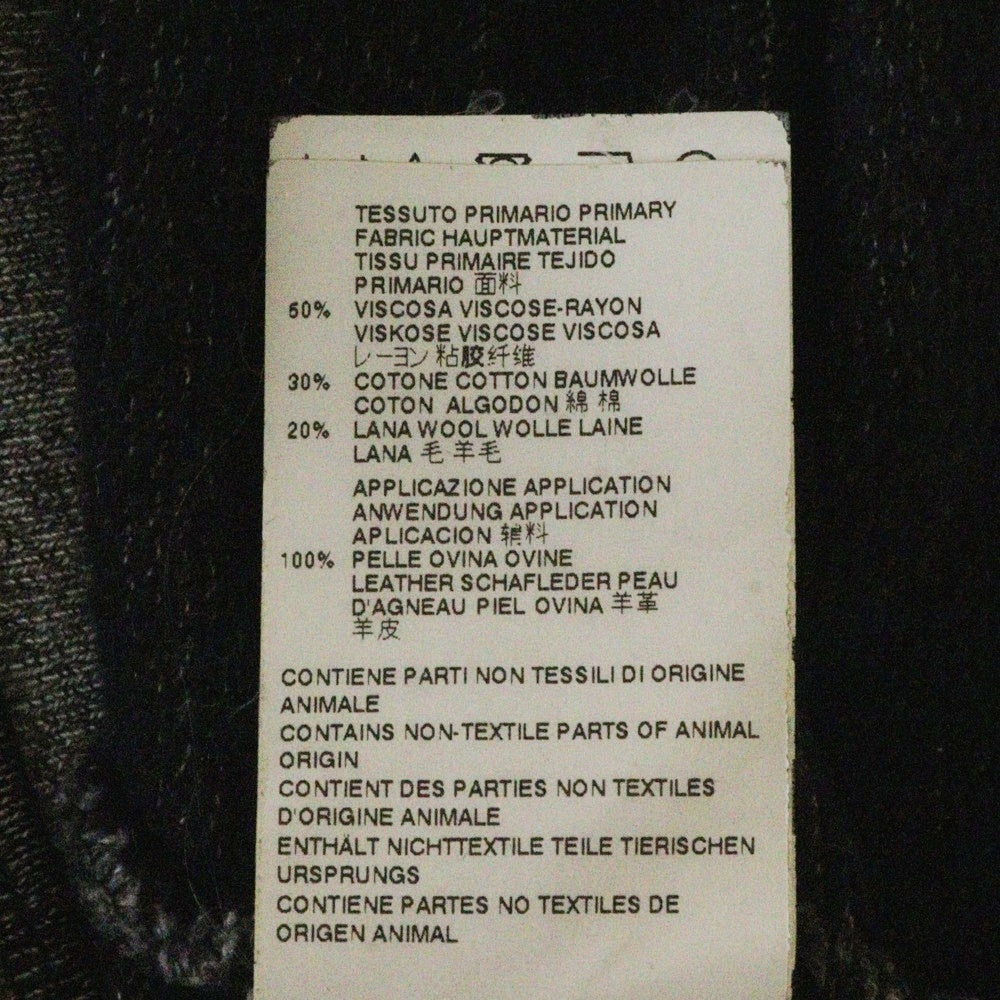 TESSUTO PRIMARIO PRIMARY
FABRIC HAUPTMATERIAL
TISSU PRIMAIRE TEJIDO
PRIMARIO 面料
50% VISCOSA VISCOSE-RAYON
VISKOSE VISCOSE VISCOSA
レーヨン 粘胶纤维
30% COTONE COTTON BAUMWOLLE
COTON ALGODON 綿 棉
20% LANA WOOL WOLLE LAINE
LANA 毛 羊毛
APPLICAZIONE APPLICATION
ANWENDUNG APPLICATION
APLICACION 辅料
100% PELLE OVINA OVINE
LEATHER SCHAFLEDER PEAU
D'AGNEAU PIEL OVINA 羊革
羊皮
CONTIENE PARTI NON TESSILI DI ORIGINE
ANIMALE
CONTAINS NON-TEXTILE PARTS OF ANIMAL
ORIGIN
CONTIENT DES PARTIES NON TEXTILES
D'ORIGINE ANIMALE
ENTHÄLT NICHTTEXTILE TEILE TIERISCHEN
URSPRUNGS
CONTIENE PARTES NO TEXTILES DE
ORIGEN ANIMAL